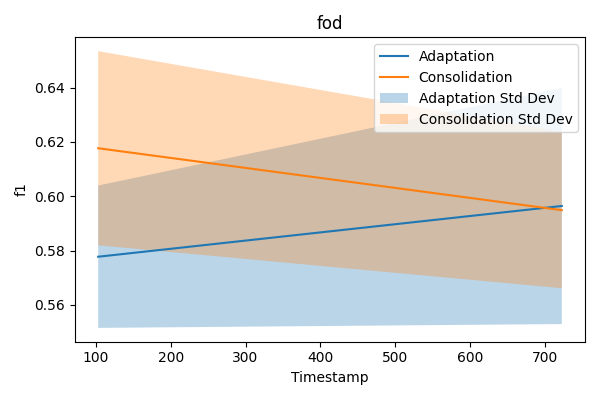 fod
f1
0.64
0.62
0.60
0.58
0.56
Adaptation
Consolidation
Adaptation Std Dev
Consolidation Std Dev
100 200 300 400 500 600 700
Timestamp